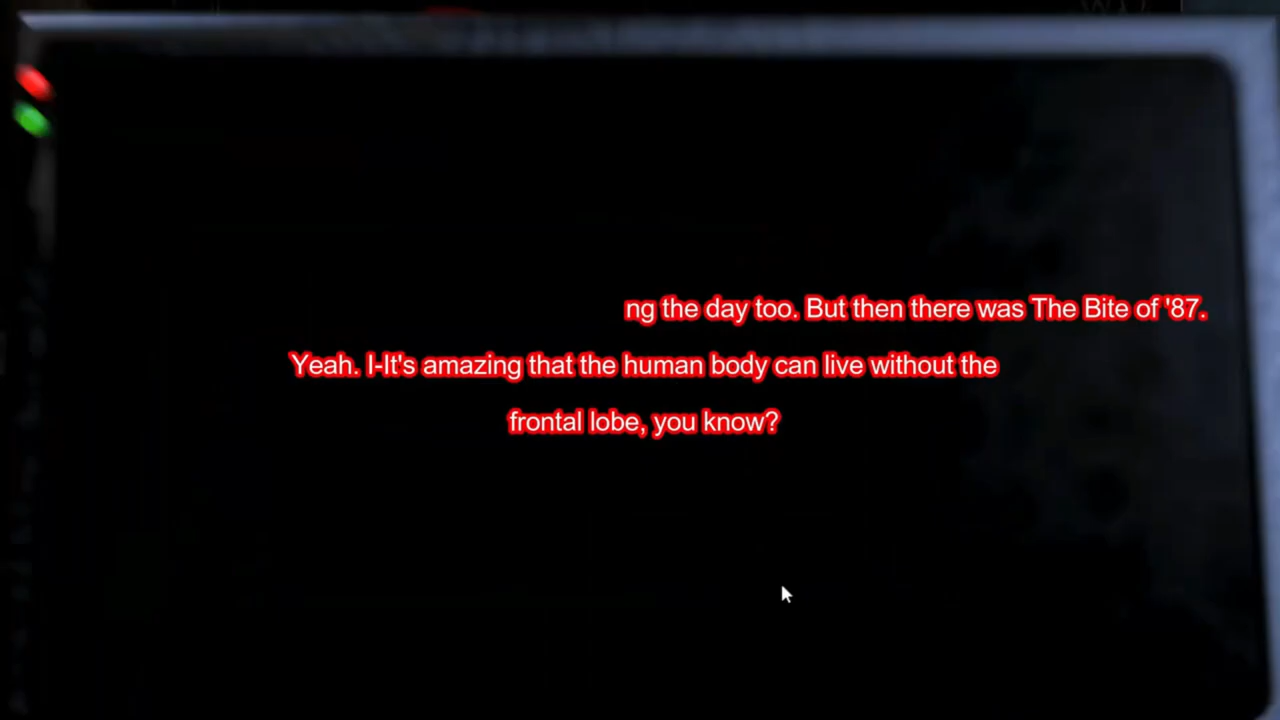 ng the day too. But then there was The Bite of '87.
Yeah. I-It's amazing that the human body can live without the
frontal lobe, you know?